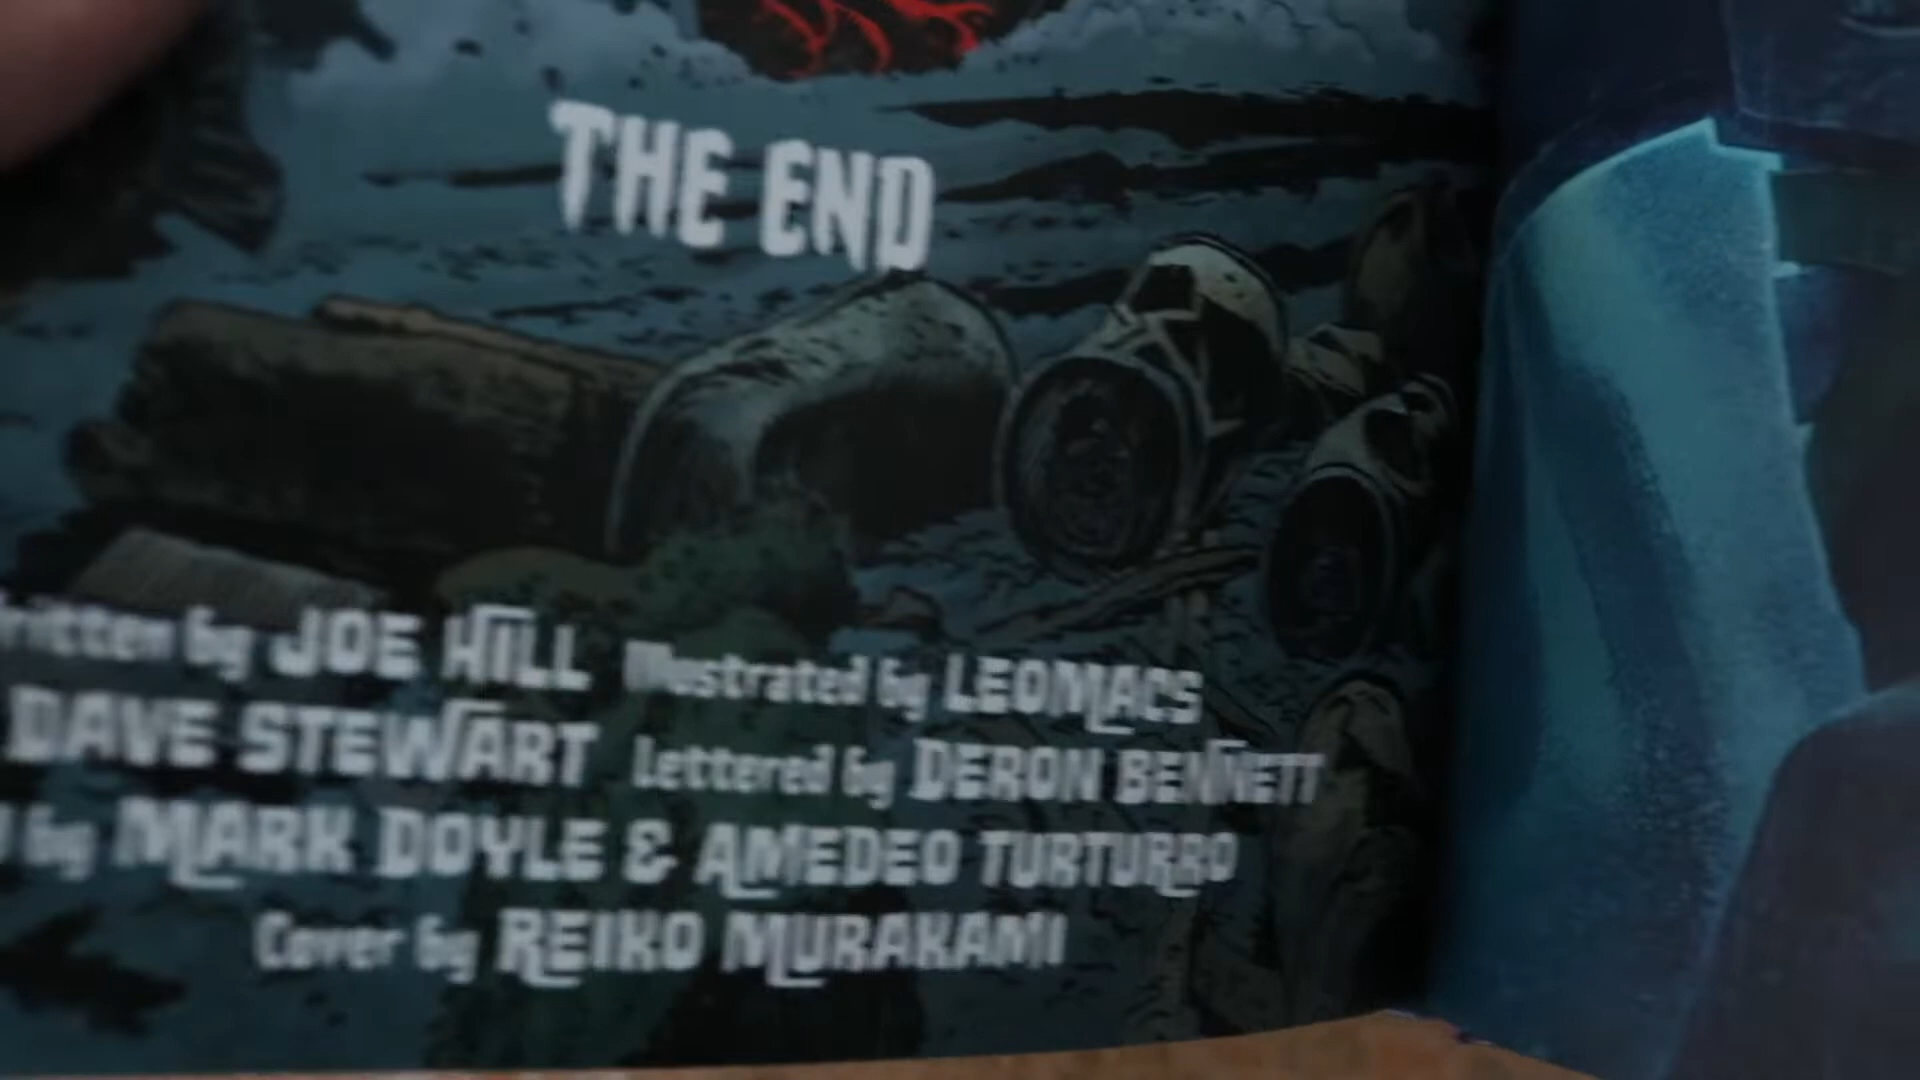 THE END
Written by JOE HILL Illustrated by LEOMACS
DAVE STEWART Lettered by DERON BENNETT
by MARK DOYLE & AMEDEO TURTURRO
Cover by REIKO MURAKAMI